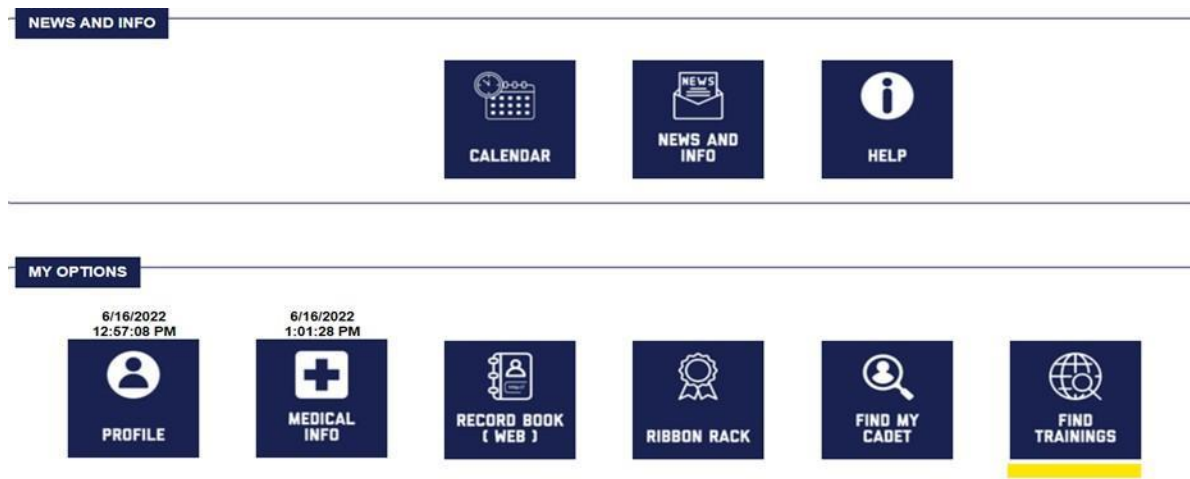 NEWS AND INFO
NEWS
CALENDAR
NEWS AND
INFO
HELP
MY OPTIONS
6/16/2022
12:57:08 PM
6/16/2022
1:01:28 PM
PROFILE
MEDICAL
INFO
RECORD BOOK
( WEB )
RIBBON RACK
FIND MY
CADET
FIND
TRAININGS